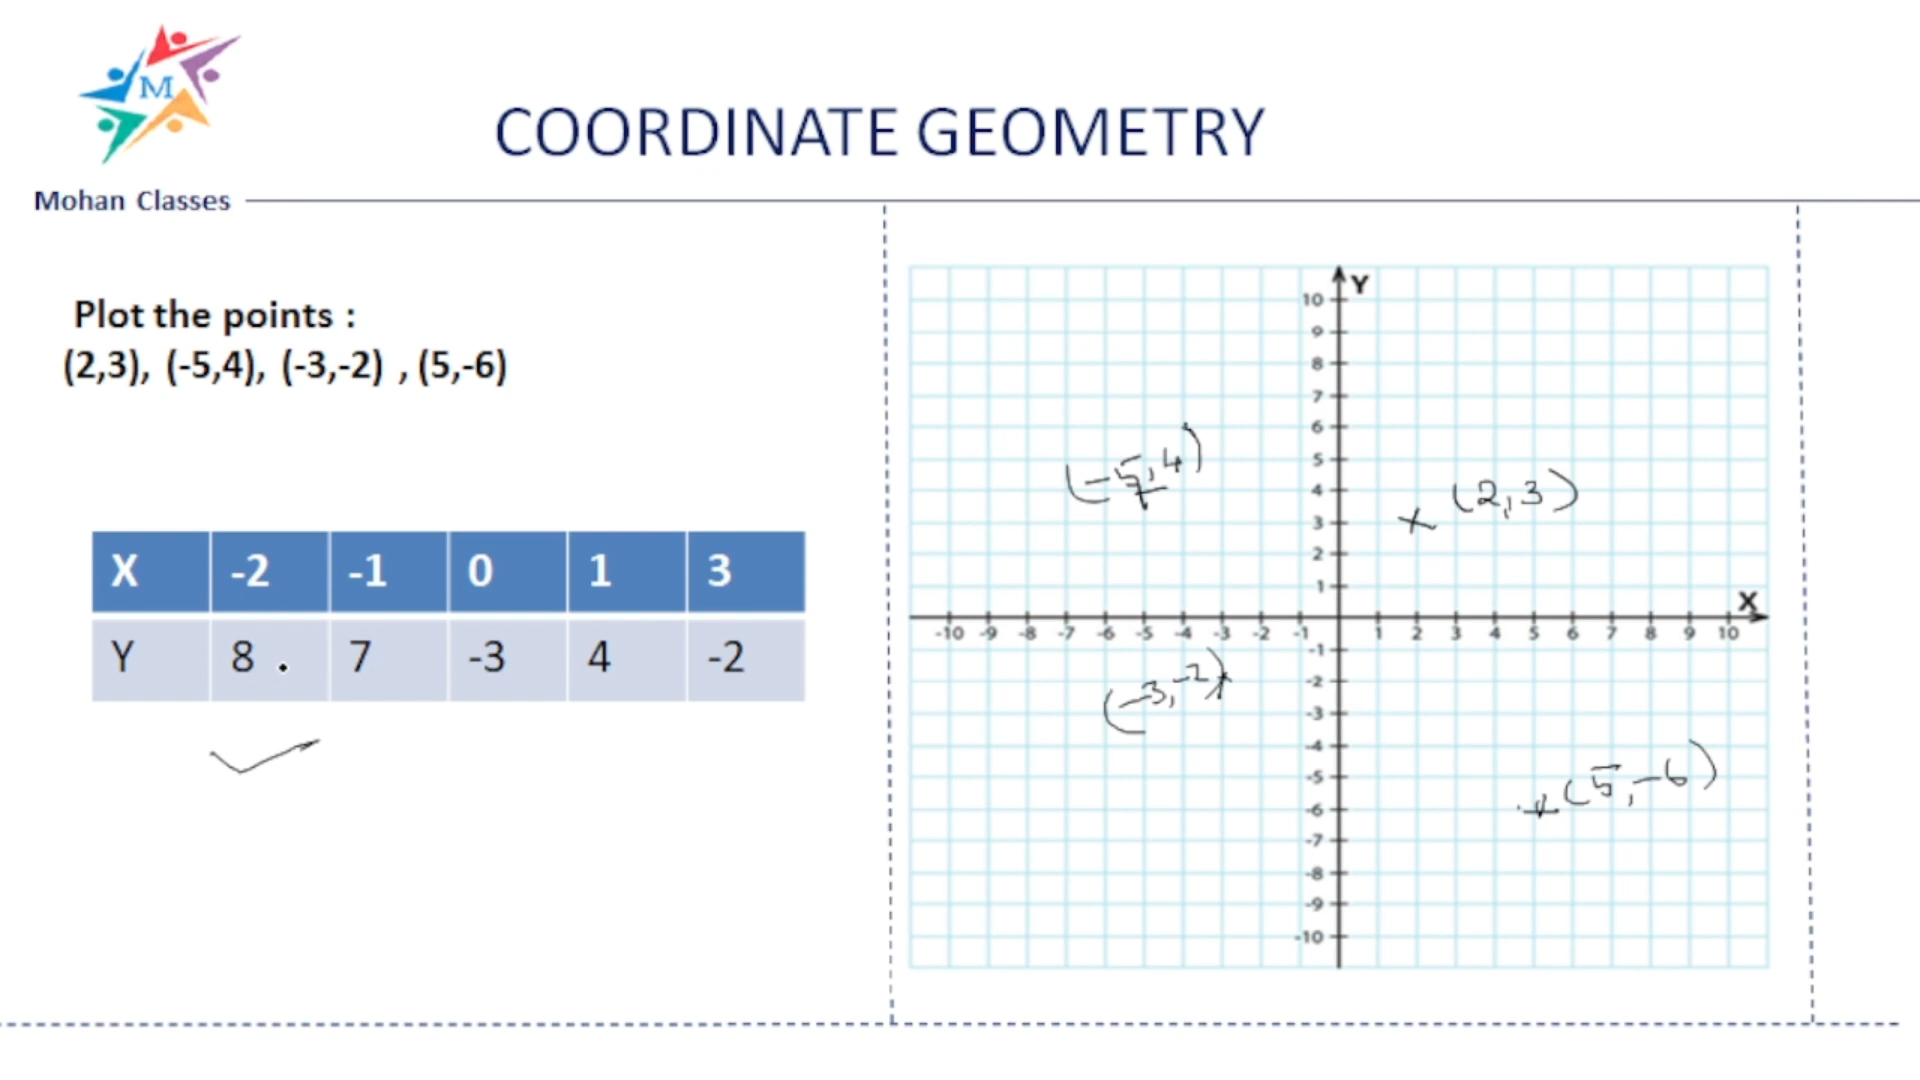 M
Mohan Classes
COORDINATE GEOMETRY
Plot the points :
(2,3), (-5,4), (-3,-2) , (5,-6)
X -2 -1 0 1 3
Y 8 7 -3 4 -2
Y
10
9
8
7
6
5
4
3
2
1
X
-10 -9 -8 -7 -6 -5 -4 -3 -2 -1 1 2 3 4 5 6 7 8 9 10
-1
-2
-3
-4
-5
-6
-7
-8
-9
-10
(-5,4)
(2,3)
(-3,-2)
(5,-6)